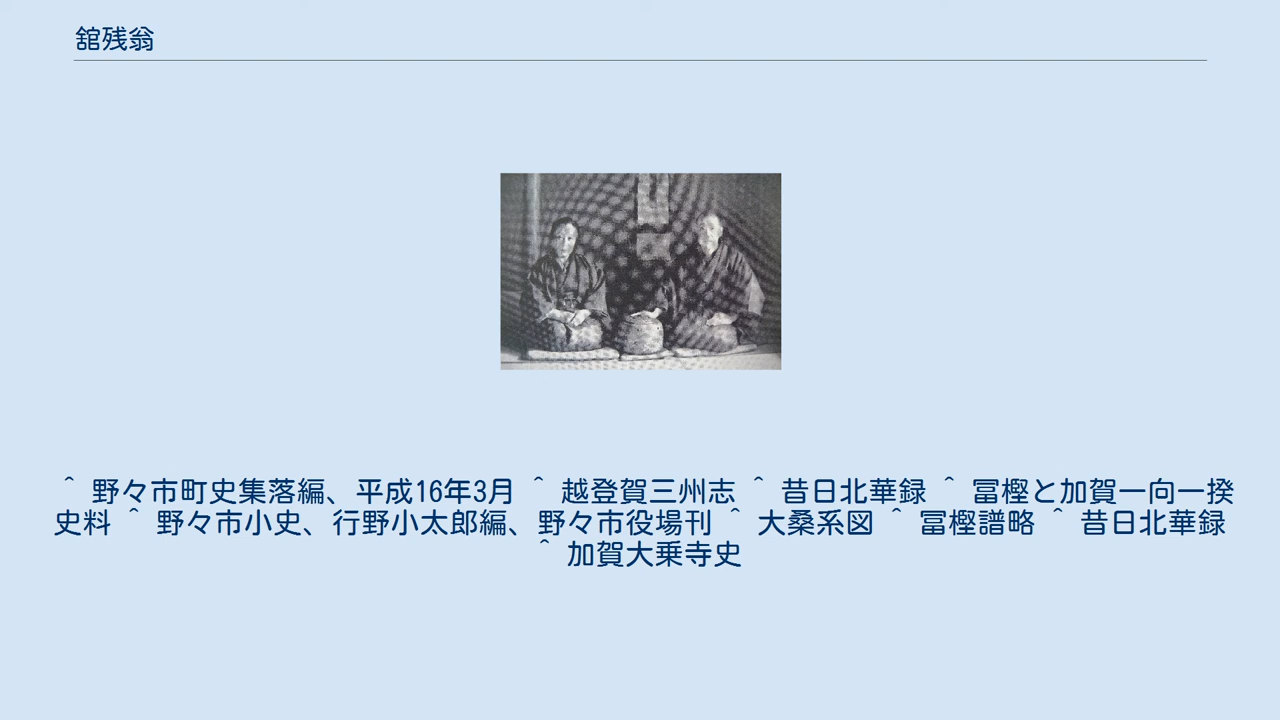 舘残翁
^ 野々市町史集落編、平成16年3月 ^ 越登賀三州志 ^ 昔日北華録 ^ 冨樫と加賀一向一揆
史料 ^ 野々市小史、行野小太郎編、野々市役場刊 ^ 大桑系図 ^ 冨樫譜略 ^ 昔日北華録
^ 加賀大乗寺史